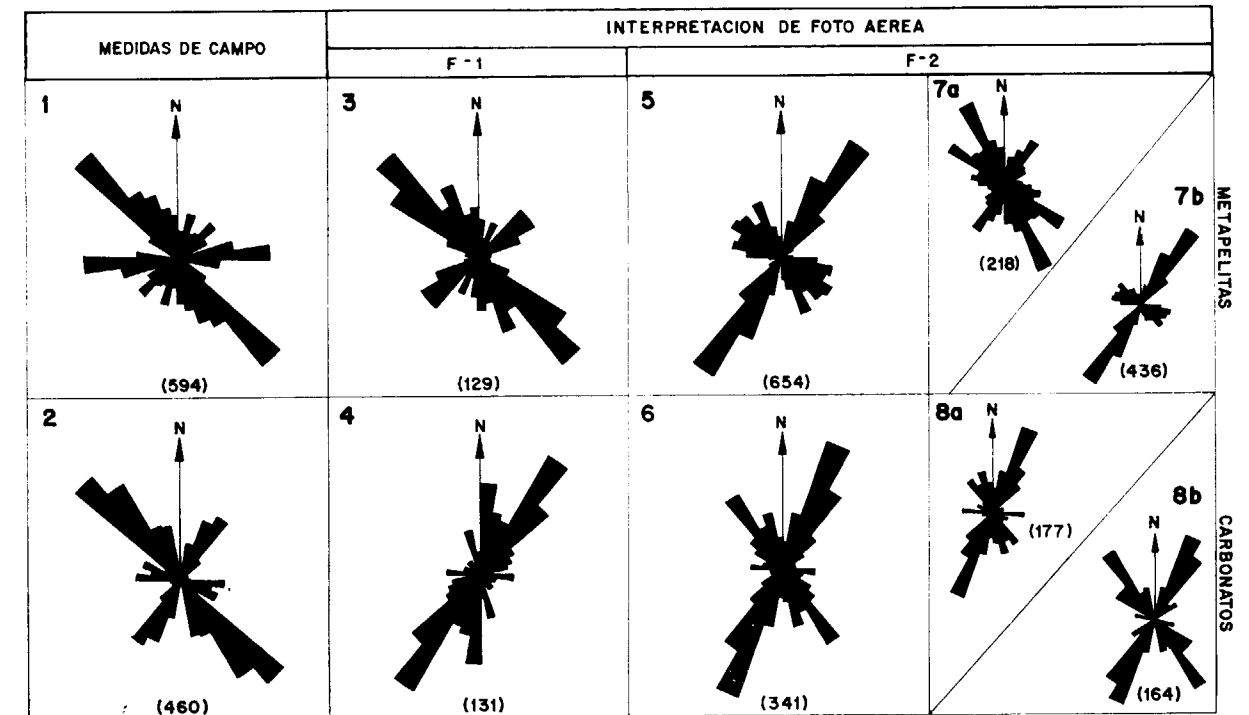 MEDIDAS DE CAMPO
INTERPRETACION DE FOTO AEREA
F-1
F-2
1
N
(594)
3
N
(129)
5
N
(654)
7a
N
(218)
7b
N
(436)
METAPELITAS
2
N
(460)
4
N
(131)
6
N
(341)
8a
N
(177)
8b
N
(164)
CARBONATOS